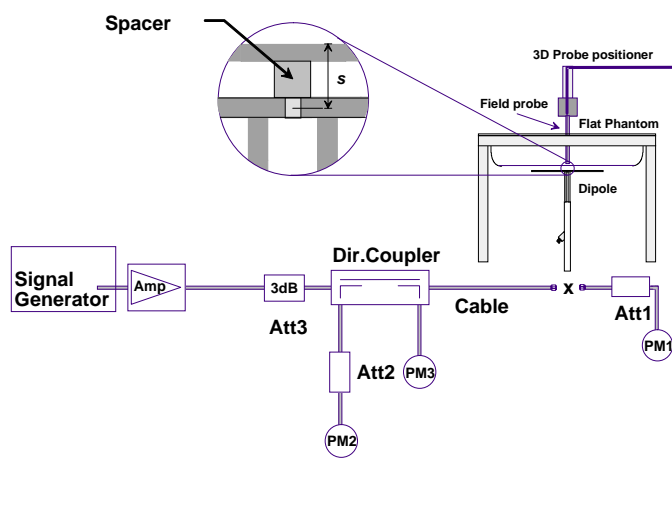 Spacer
s
3D Probe positioner
Field probe
Flat Phantom
Dipole
Dir.Coupler
Signal
Generator
Amp
3dB
Cable
x
Att1
Att3
Att2
PM3
PM1
PM2